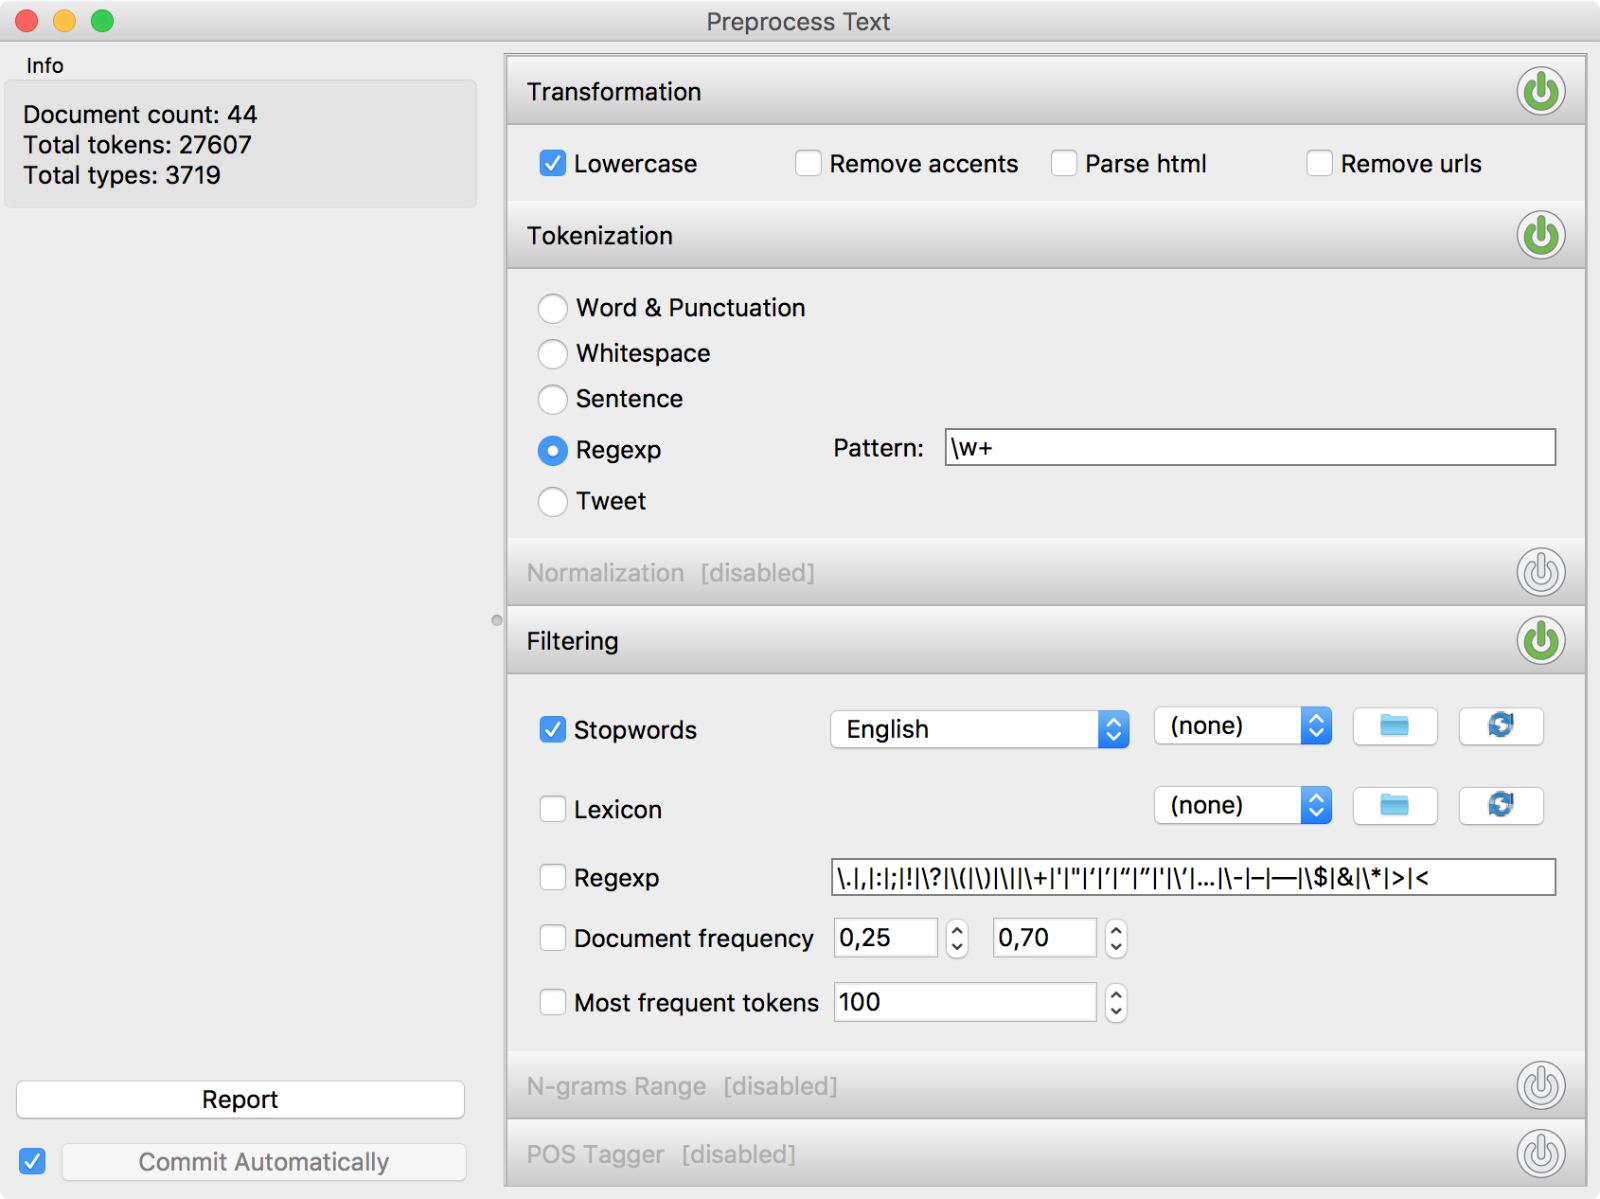 Preprocess Text
Info
Document count: 44
Total tokens: 27607
Total types: 3719
Report
Commit Automatically
Transformation
Lowercase Remove accents Parse html Remove urls
Tokenization
Word & Punctuation
Whitespace
Sentence
Regexp Pattern: \w+
Tweet
Normalization [disabled]
Filtering
Stopwords English (none)
Lexicon (none)
Regexp \.|,|:|;|!|\?|\(|\)|\||\+|'|"|‘|’|“|”|'|\’|…|\-|–|—|\$|&|\*|>|<
Document frequency 0,25 0,70
Most frequent tokens 100
N-grams Range [disabled]
POS Tagger [disabled]